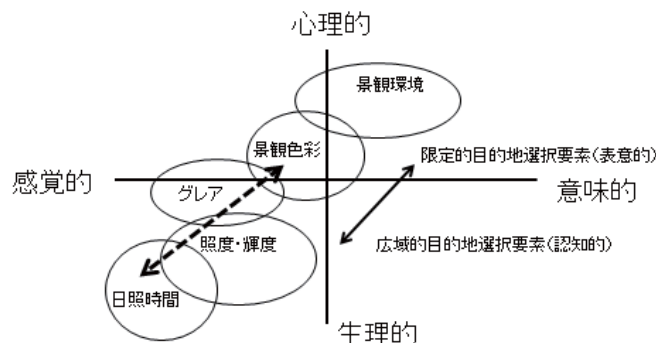 心理的
景観環境
景観色彩
限定的目的地選択要素(表意的)
感覚的
グレア
意味的
照度・輝度
広域的目的地選択要素(認知的)
日照時間
生理的